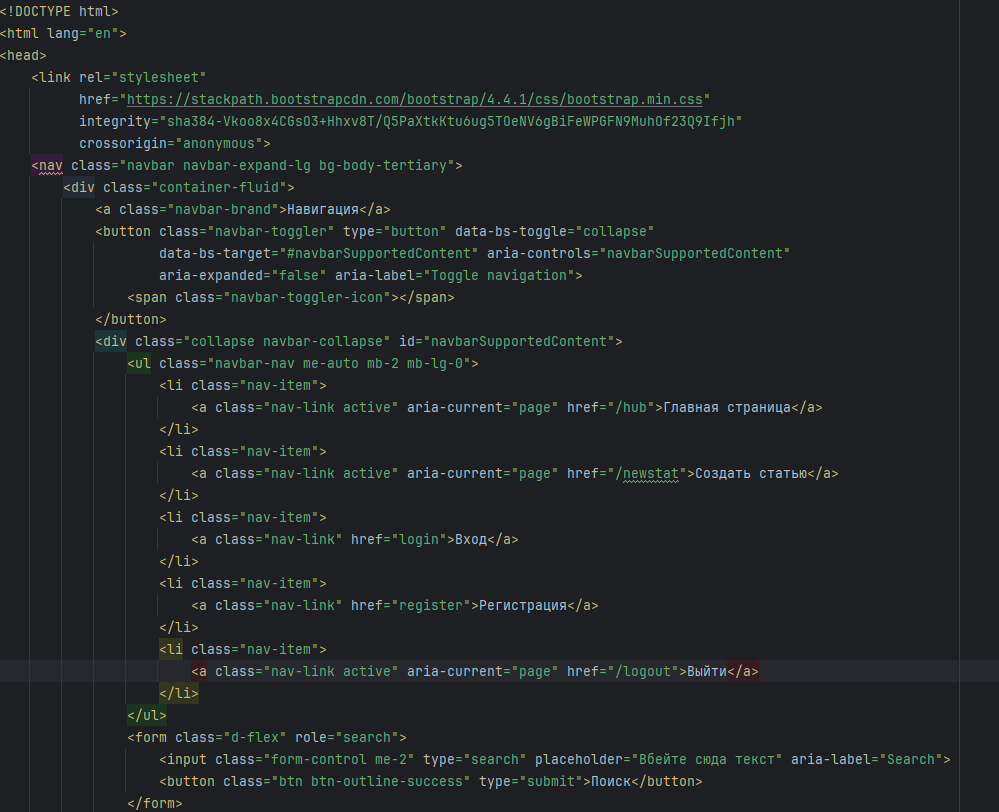 <!DOCTYPE html>
<html lang="en">
<head>
    <link rel="stylesheet"
          href="https://stackpath.bootstrapcdn.com/bootstrap/4.4.1/css/bootstrap.min.css"
          integrity="sha384-Vkoo8x4CGsO3+Hhxv8T/Q5PaXtkKtu6ug5TOeNV6gBiFeWPGFN9MuhOf23Q9Ifjh"
          crossorigin="anonymous">
    <nav class="navbar navbar-expand-lg bg-body-tertiary">
        <div class="container-fluid">
            <a class="navbar-brand">Навигация</a>
            <button class="navbar-toggler" type="button" data-bs-toggle="collapse"
                    data-bs-target="#navbarSupportedContent" aria-controls="navbarSupportedContent"
                    aria-expanded="false" aria-label="Toggle navigation">
                <span class="navbar-toggler-icon"></span>
            </button>
            <div class="collapse navbar-collapse" id="navbarSupportedContent">
                <ul class="navbar-nav me-auto mb-2 mb-lg-0">
                    <li class="nav-item">
                        <a class="nav-link active" aria-current="page" href="/hub">Главная страница</a>
                    </li>
                    <li class="nav-item">
                        <a class="nav-link active" aria-current="page" href="/newstat">Создать статью</a>
                    </li>
                    <li class="nav-item">
                        <a class="nav-link" href="login">Вход</a>
                    </li>
                    <li class="nav-item">
                        <a class="nav-link" href="register">Регистрация</a>
                    </li>
                    <li class="nav-item">
                        <a class="nav-link active" aria-current="page" href="/logout">Выйти</a>
                    </li>
                </ul>
                <form class="d-flex" role="search">
                    <input class="form-control me-2" type="search" placeholder="Вбейте сюда текст" aria-label="Search">
                    <button class="btn btn-outline-success" type="submit">Поиск</button>
                </form>